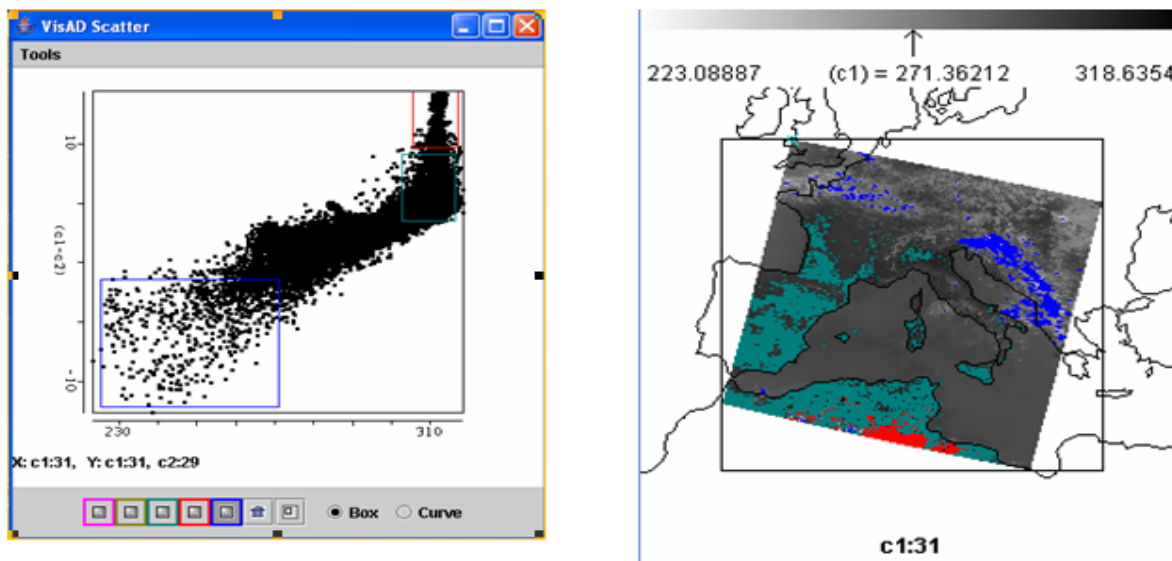 VisAD Scatter
Tools
10
(c1-c2)
-10
230
310
X: c1:31, Y: c1:31, c2:29
Box
Curve
223.08887
(c1) = 271.36212
318.6354
c1:31